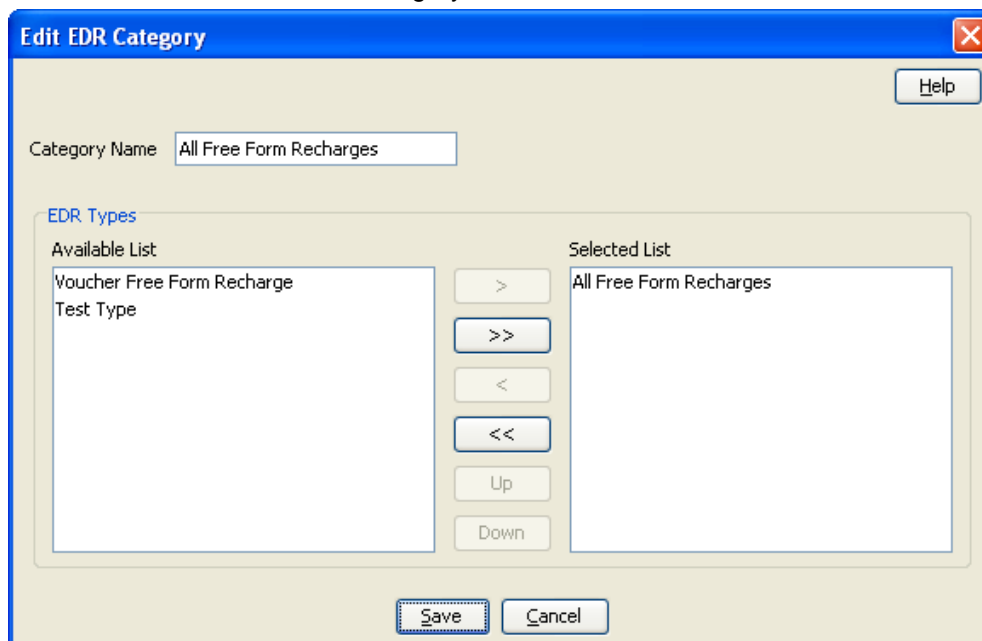 Edit EDR Category
Help
Category Name All Free Form Recharges
EDR Types
Available List Selected List
Voucher Free Form Recharge > All Free Form Recharges
Test Type
>>
<
<<
Up
Down
Save Cancel